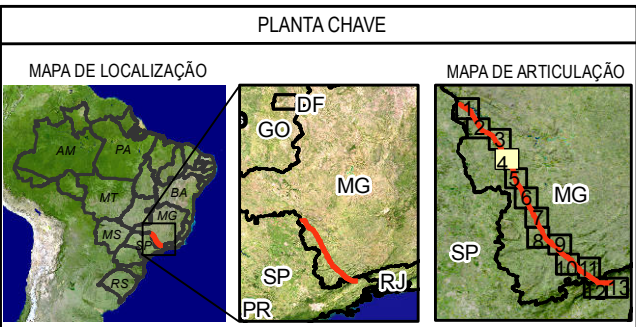 PLANTA CHAVE
MAPA DE LOCALIZAÇÃO
AM
PA
MT
BA
MG
MS
SP
RS
DF
GO
MG
SP
RJ
PR
MAPA DE ARTICULAÇÃO
1
2
3
4
5
6
7
8
9
10
11
12
13
MG
SP